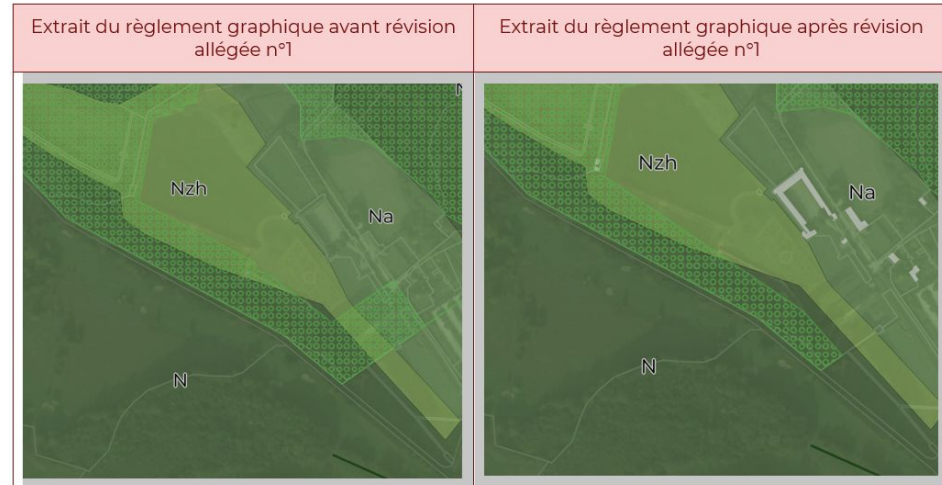 Extrait du règlement graphique avant révision
allégée n°1
Extrait du règlement graphique après révision
allégée n°1
Nzh
Na
N
Nzh
Na
N